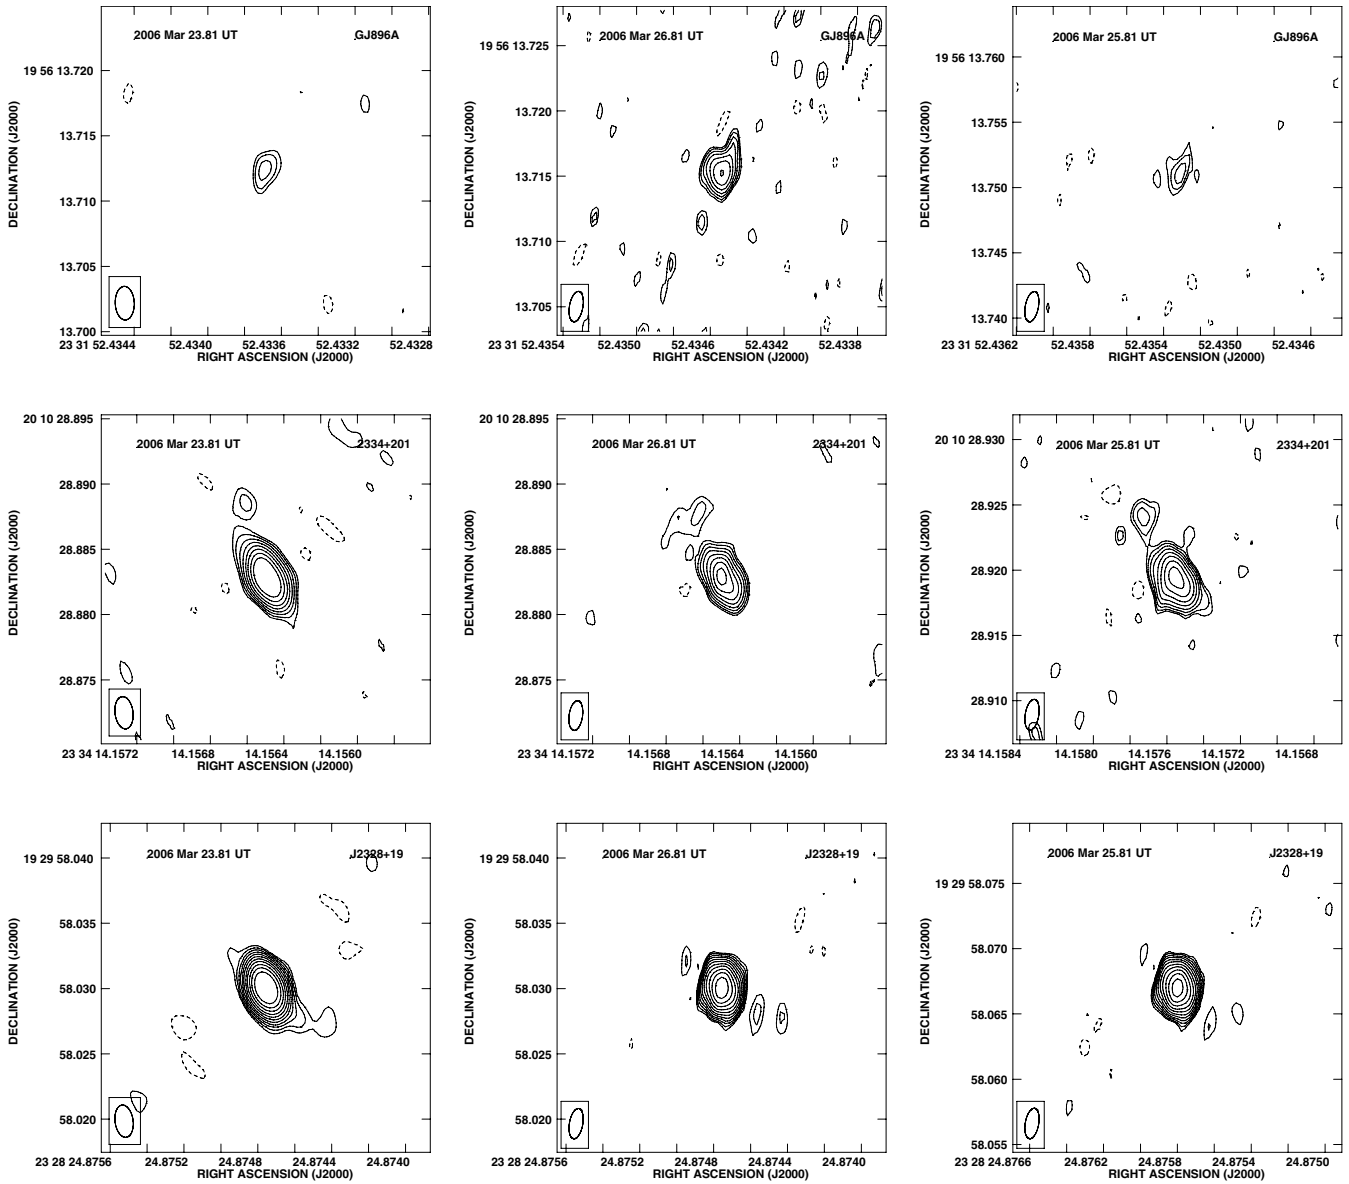 2006 Mar 23.81 UT GJ896A
19 56 13.720
13.715
13.710
13.705
13.700
DECLINATION (J2000)
23 31 52.4344 52.4340 52.4336 52.4332 52.4328
RIGHT ASCENSION (J2000)
2006 Mar 26.81 UT GJ896A
19 56 13.725
13.720
13.715
13.710
13.705
DECLINATION (J2000)
23 31 52.4354 52.4350 52.4346 52.4342 52.4338
RIGHT ASCENSION (J2000)
2006 Mar 25.81 UT GJ896A
19 56 13.760
13.755
13.750
13.745
13.740
DECLINATION (J2000)
23 31 52.4362 52.4358 52.4354 52.4350 52.4346
RIGHT ASCENSION (J2000)
2006 Mar 23.81 UT 2334+201
20 10 28.895
28.890
28.885
28.880
28.875
DECLINATION (J2000)
23 34 14.1572 14.1568 14.1564 14.1560
RIGHT ASCENSION (J2000)
2006 Mar 26.81 UT 2334+201
20 10 28.895
28.890
28.885
28.880
28.875
DECLINATION (J2000)
23 34 14.1572 14.1568 14.1564 14.1560
RIGHT ASCENSION (J2000)
2006 Mar 25.81 UT 2334+201
20 10 28.930
28.925
28.920
28.915
28.910
DECLINATION (J2000)
23 34 14.1584 14.1580 14.1576 14.1572 14.1568
RIGHT ASCENSION (J2000)
2006 Mar 23.81 UT J2328+19
19 29 58.040
58.035
58.030
58.025
58.020
DECLINATION (J2000)
23 28 24.8756 24.8752 24.8748 24.8744 24.8740
RIGHT ASCENSION (J2000)
2006 Mar 26.81 UT J2328+19
19 29 58.040
58.035
58.030
58.025
58.020
DECLINATION (J2000)
23 28 24.8756 24.8752 24.8748 24.8744 24.8740
RIGHT ASCENSION (J2000)
2006 Mar 25.81 UT J2328+19
19 29 58.075
58.070
58.065
58.060
58.055
DECLINATION (J2000)
23 28 24.8766 24.8762 24.8758 24.8754 24.8750
RIGHT ASCENSION (J2000)